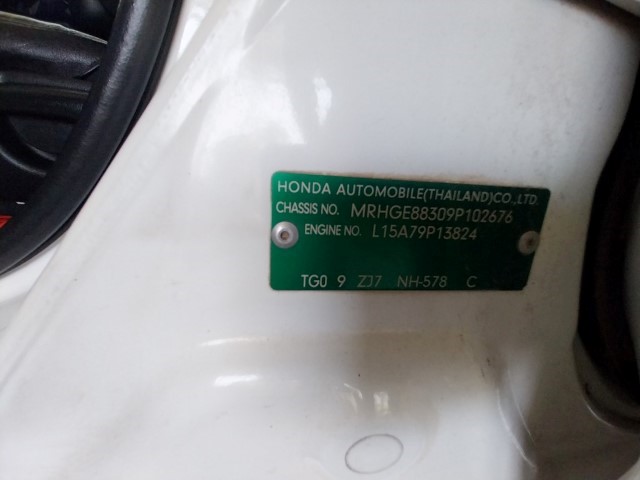 HONDA AUTOMOBILE(THAILAND)CO.,LTD.
CHASSIS NO. MRHGE88309P102676
ENGINE NO. L15A79P13824
TG0 9 ZJ7 NH-578 C